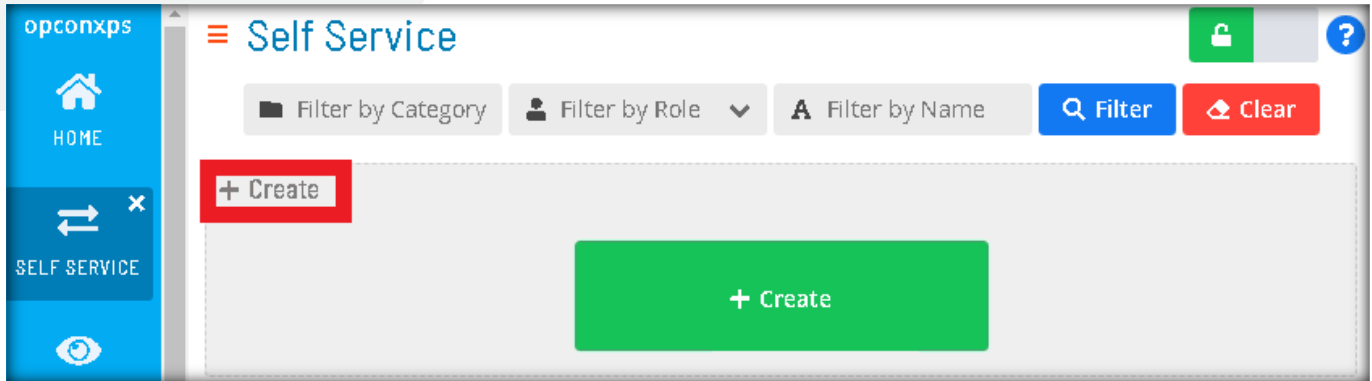 opconxps
Self Service
?
HOME
Filter by Category
Filter by Role
A Filter by Name
Filter
Clear
SELF SERVICE
+ Create
+ Create